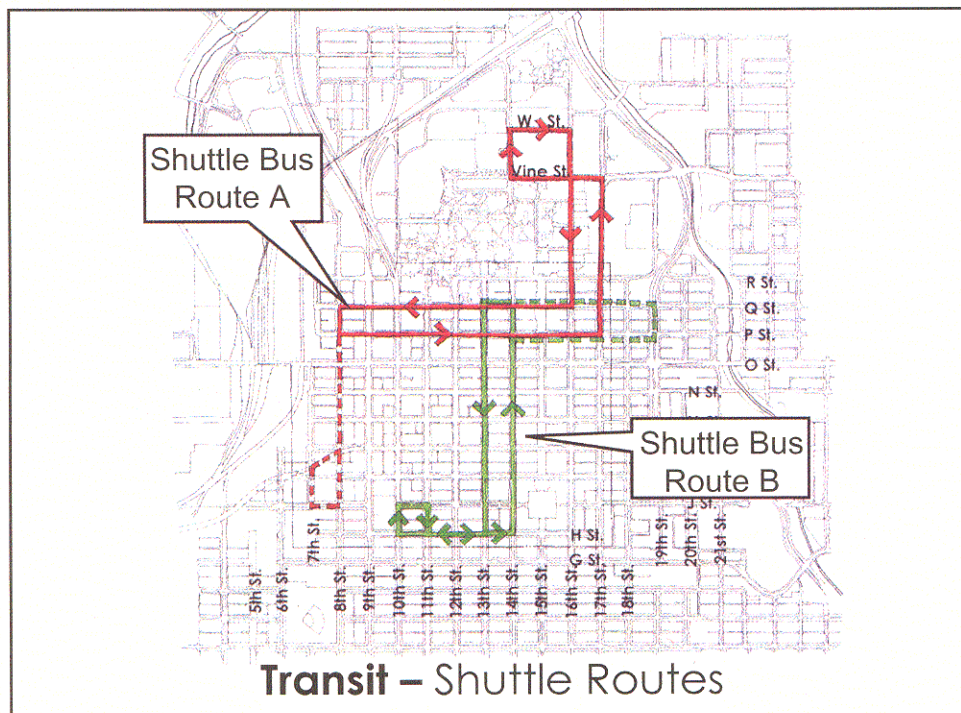 W St.
Vine St.
Shuttle Bus
Route A
R St.
Q St.
P St.
O St.
N St.
Shuttle Bus
Route B
J St.
H St.
G St.
5th St.
6th St.
7th St.
8th St.
9th St.
10th St.
11th St.
12th St.
13th St.
14th St.
15th St.
16th St.
17th St.
18th St.
19th St.
20th St.
21st St.
Transit – Shuttle Routes